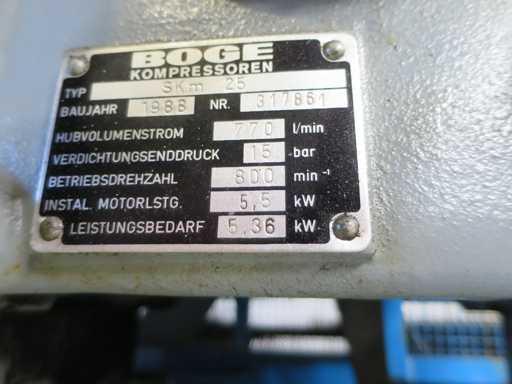 BOGE
KOMPRESSOREN
TYP SKm 25
BAUJAHR 1988 NR. 317861
HUBVOLUMENSTROM 770 l/min
VERDICHTUNGSENDDRUCK 15 bar
BETRIEBSDREHZAHL 800 min⁻¹
INSTAL. MOTORLSTG. 5,5 kW
LEISTUNGSBEDARF 5,36 kW